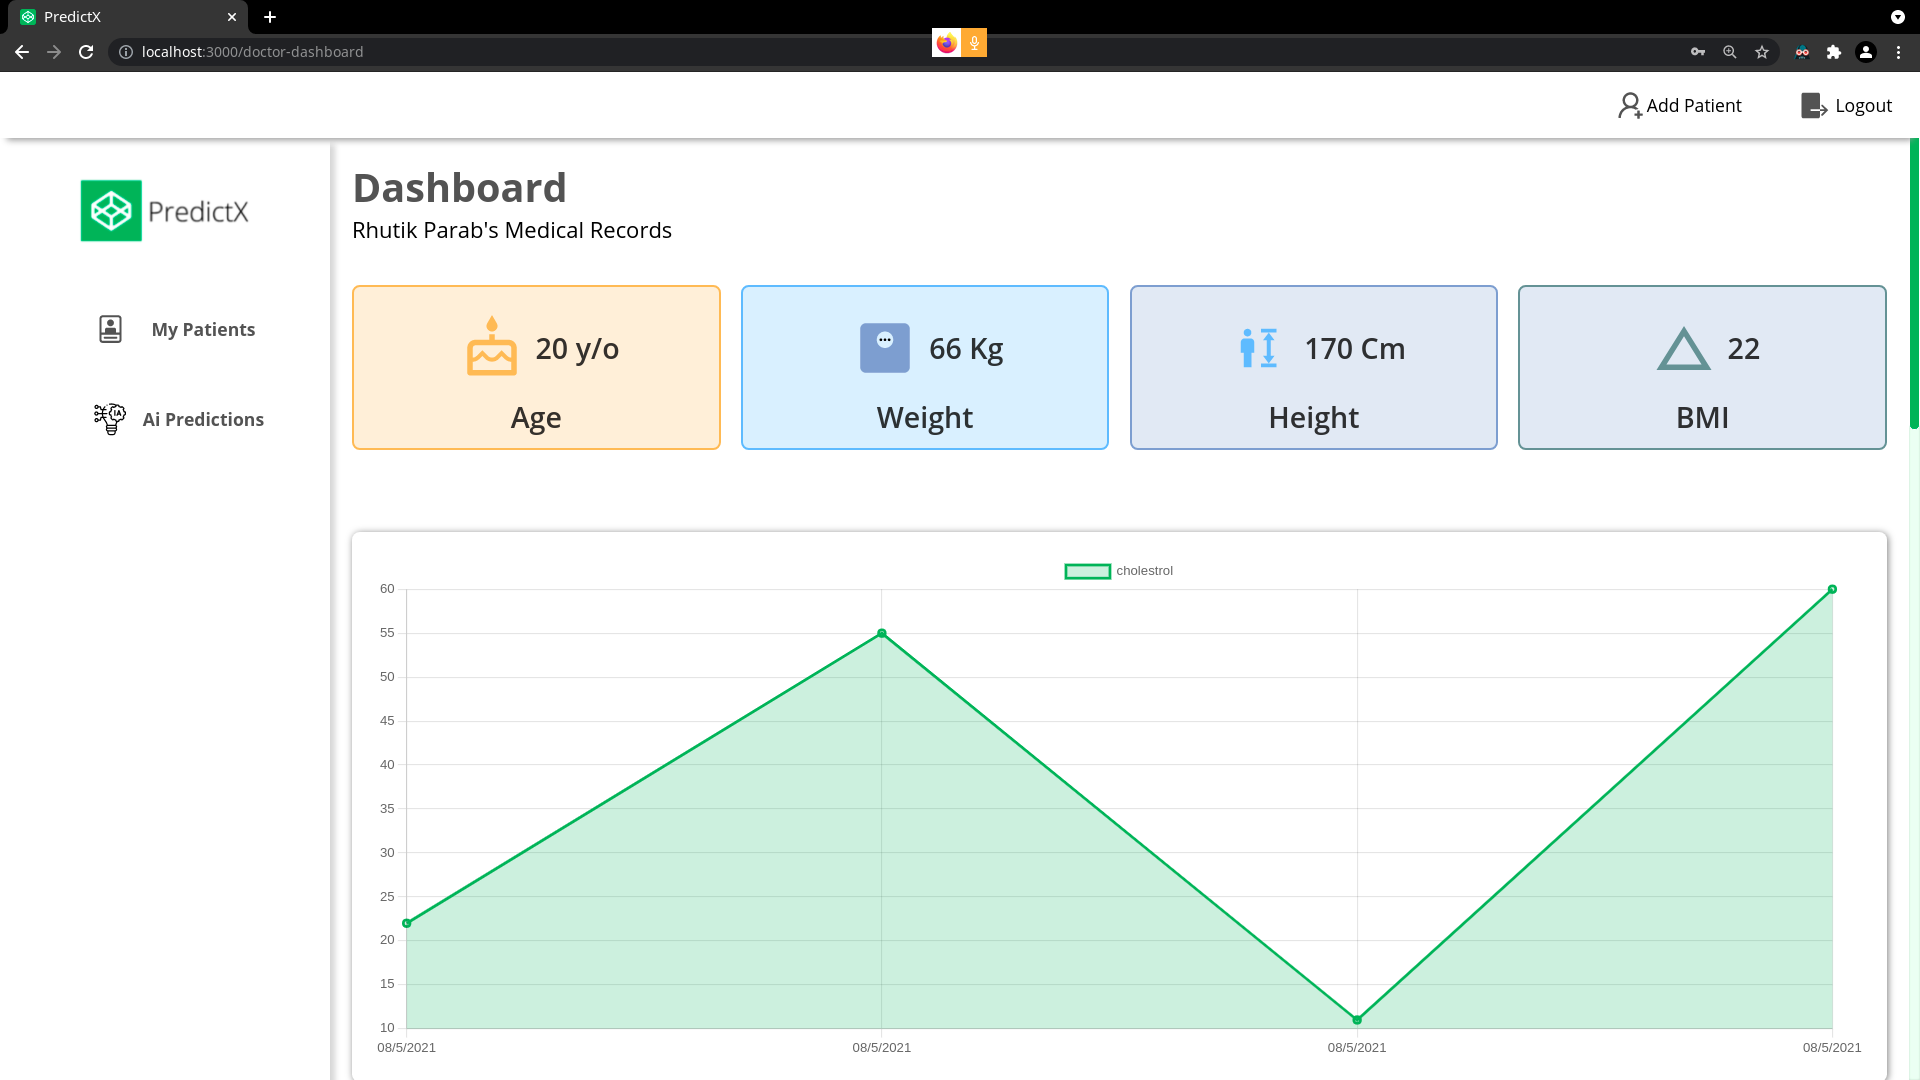 PredictX
localhost:3000/doctor-dashboard
Add Patient
Logout
PredictX
My Patients
Ai Predictions
Dashboard
Rhutik Parab's Medical Records
20 y/o
Age
66 Kg
Weight
170 Cm
Height
22
BMI
cholestrol
60
55
50
45
40
35
30
25
20
15
10
08/5/2021
08/5/2021
08/5/2021
08/5/2021